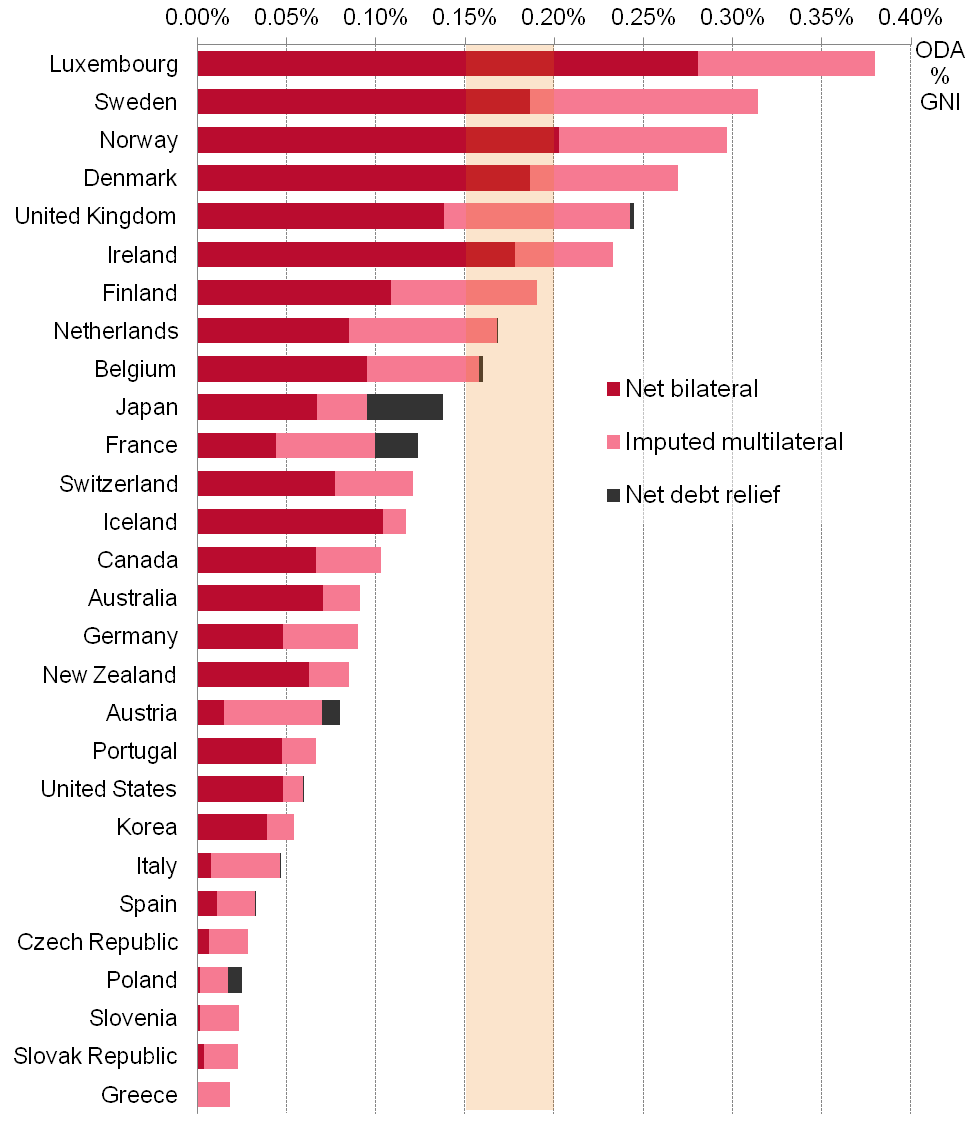 0.00% 0.05% 0.10% 0.15% 0.20% 0.25% 0.30% 0.35% 0.40%
ODA
%
GNI
Luxembourg
Sweden
Norway
Denmark
United Kingdom
Ireland
Finland
Netherlands
Belgium
Japan
France
Switzerland
Iceland
Canada
Australia
Germany
New Zealand
Austria
Portugal
United States
Korea
Italy
Spain
Czech Republic
Poland
Slovenia
Slovak Republic
Greece
Net bilateral
Imputed multilateral
Net debt relief